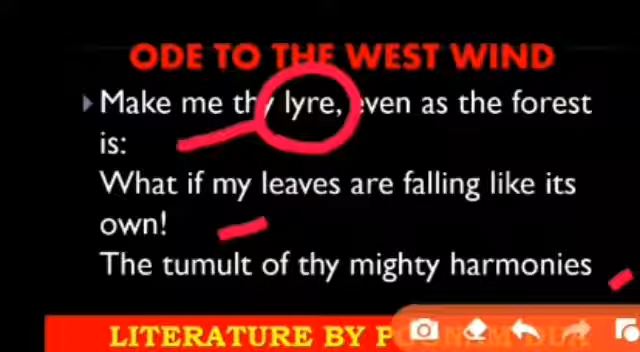 ODE TO THE WEST WIND
Make me thy lyre, even as the forest
is:
What if my leaves are falling like its
own!
The tumult of thy mighty harmonies
LITERATURE BY